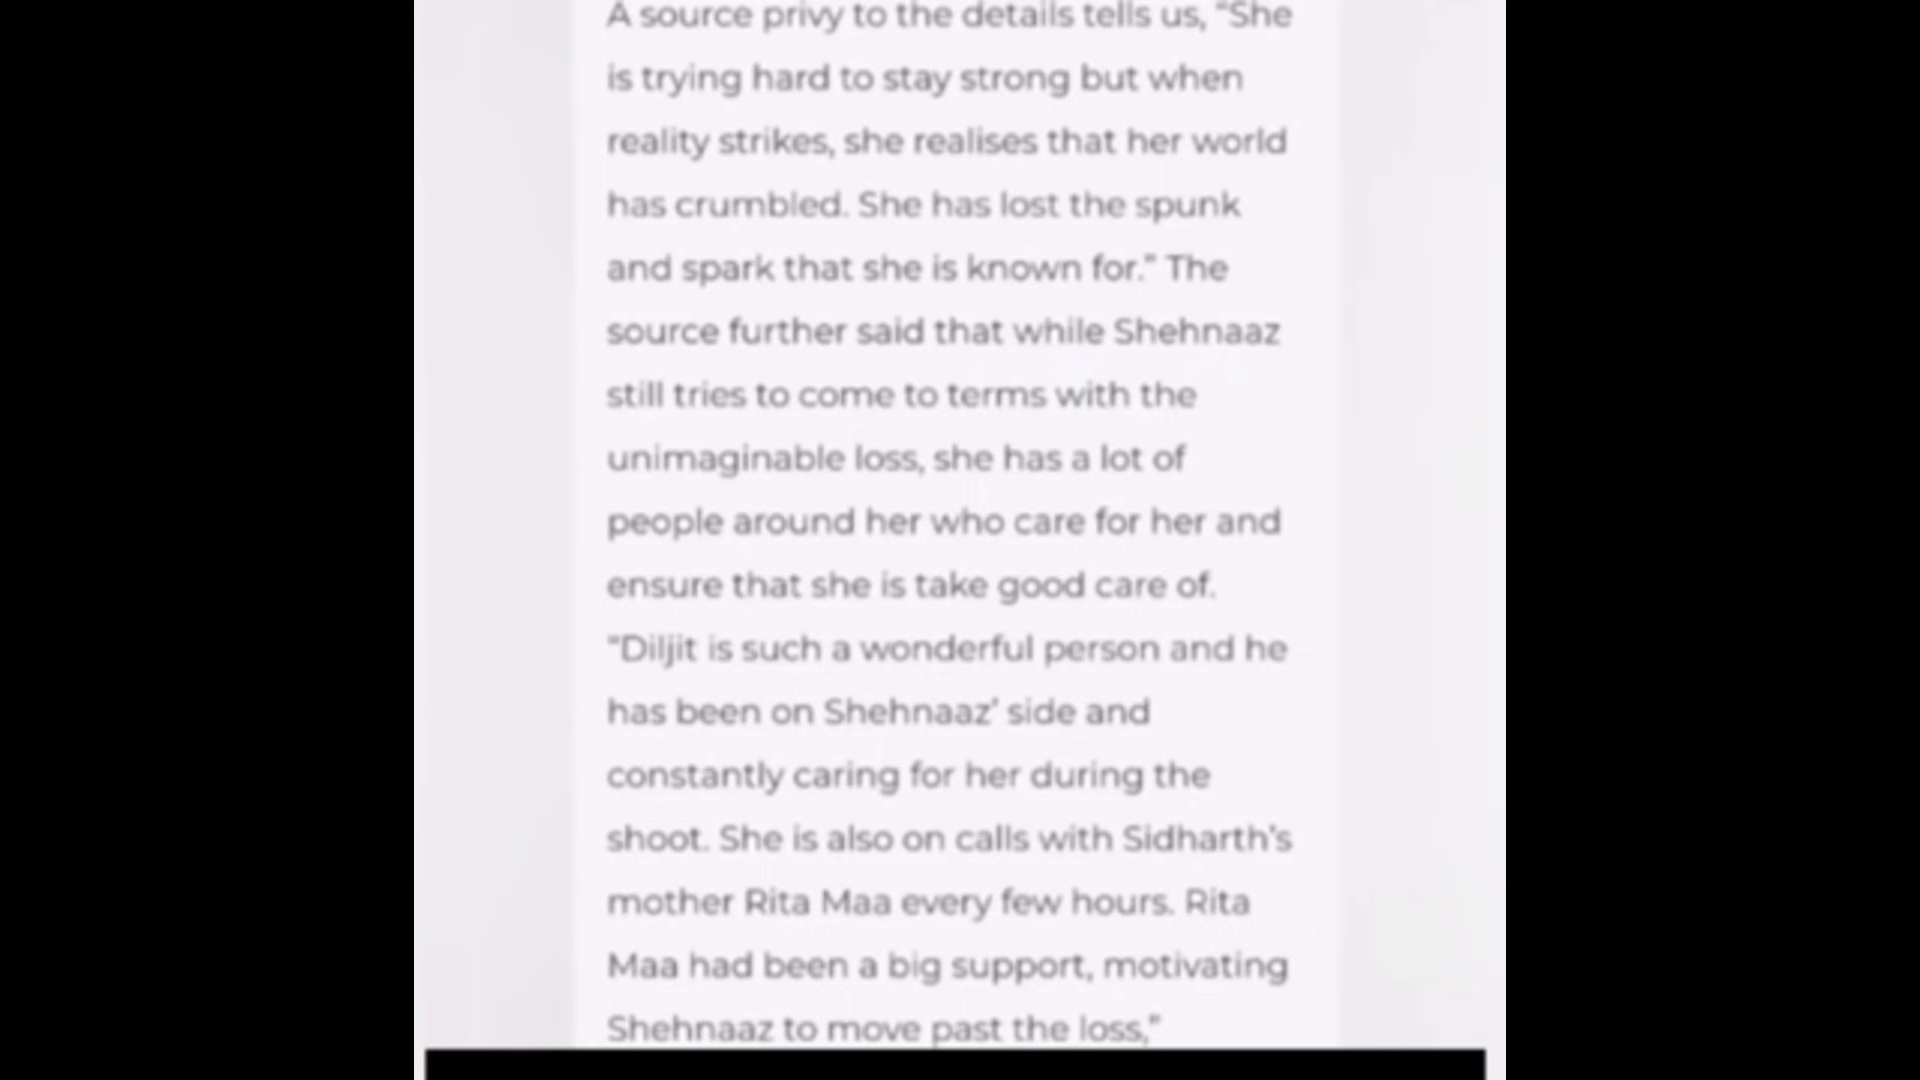 A source privy to the details tells us, “She
is trying hard to stay strong but when
reality strikes, she realises that her world
has crumbled. She has lost the spunk
and spark that she is known for.” The
source further said that while Shehnaaz
still tries to come to terms with the
unimaginable loss, she has a lot of
people around her who care for her and
ensure that she is take good care of.
“Diljit is such a wonderful person and he
has been on Shehnaaz’ side and
constantly caring for her during the
shoot. She is also on calls with Sidharth’s
mother Rita Maa every few hours. Rita
Maa had been a big support, motivating
Shehnaaz to move past the loss,”